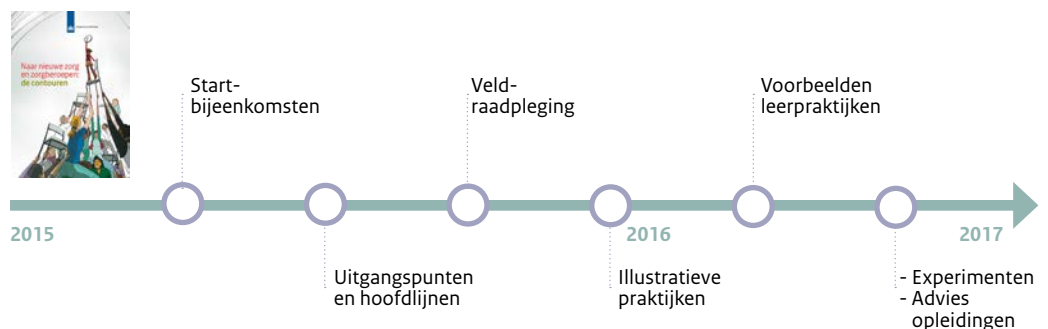 Naar nieuwe zorg
en zorgberoepen:
de contouren
Start-
bijeenkomsten
Veld-
raadpleging
Voorbeelden
leerpraktijken
2015
2016
2017
Uitgangspunten
en hoofdlijnen
Illustratieve
praktijken
- Experimenten
- Advies
opleidingen